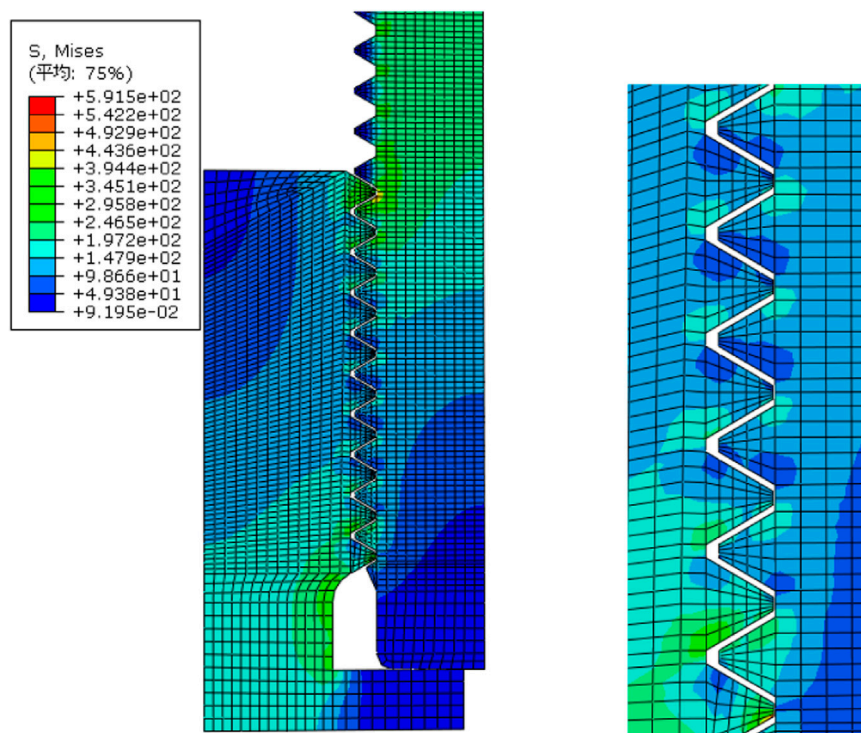 S, Mises
(平均: 75%)
+5.915e+02
+5.422e+02
+4.929e+02
+4.436e+02
+3.944e+02
+3.451e+02
+2.958e+02
+2.465e+02
+1.972e+02
+1.479e+02
+9.866e+01
+4.938e+01
+9.195e-02